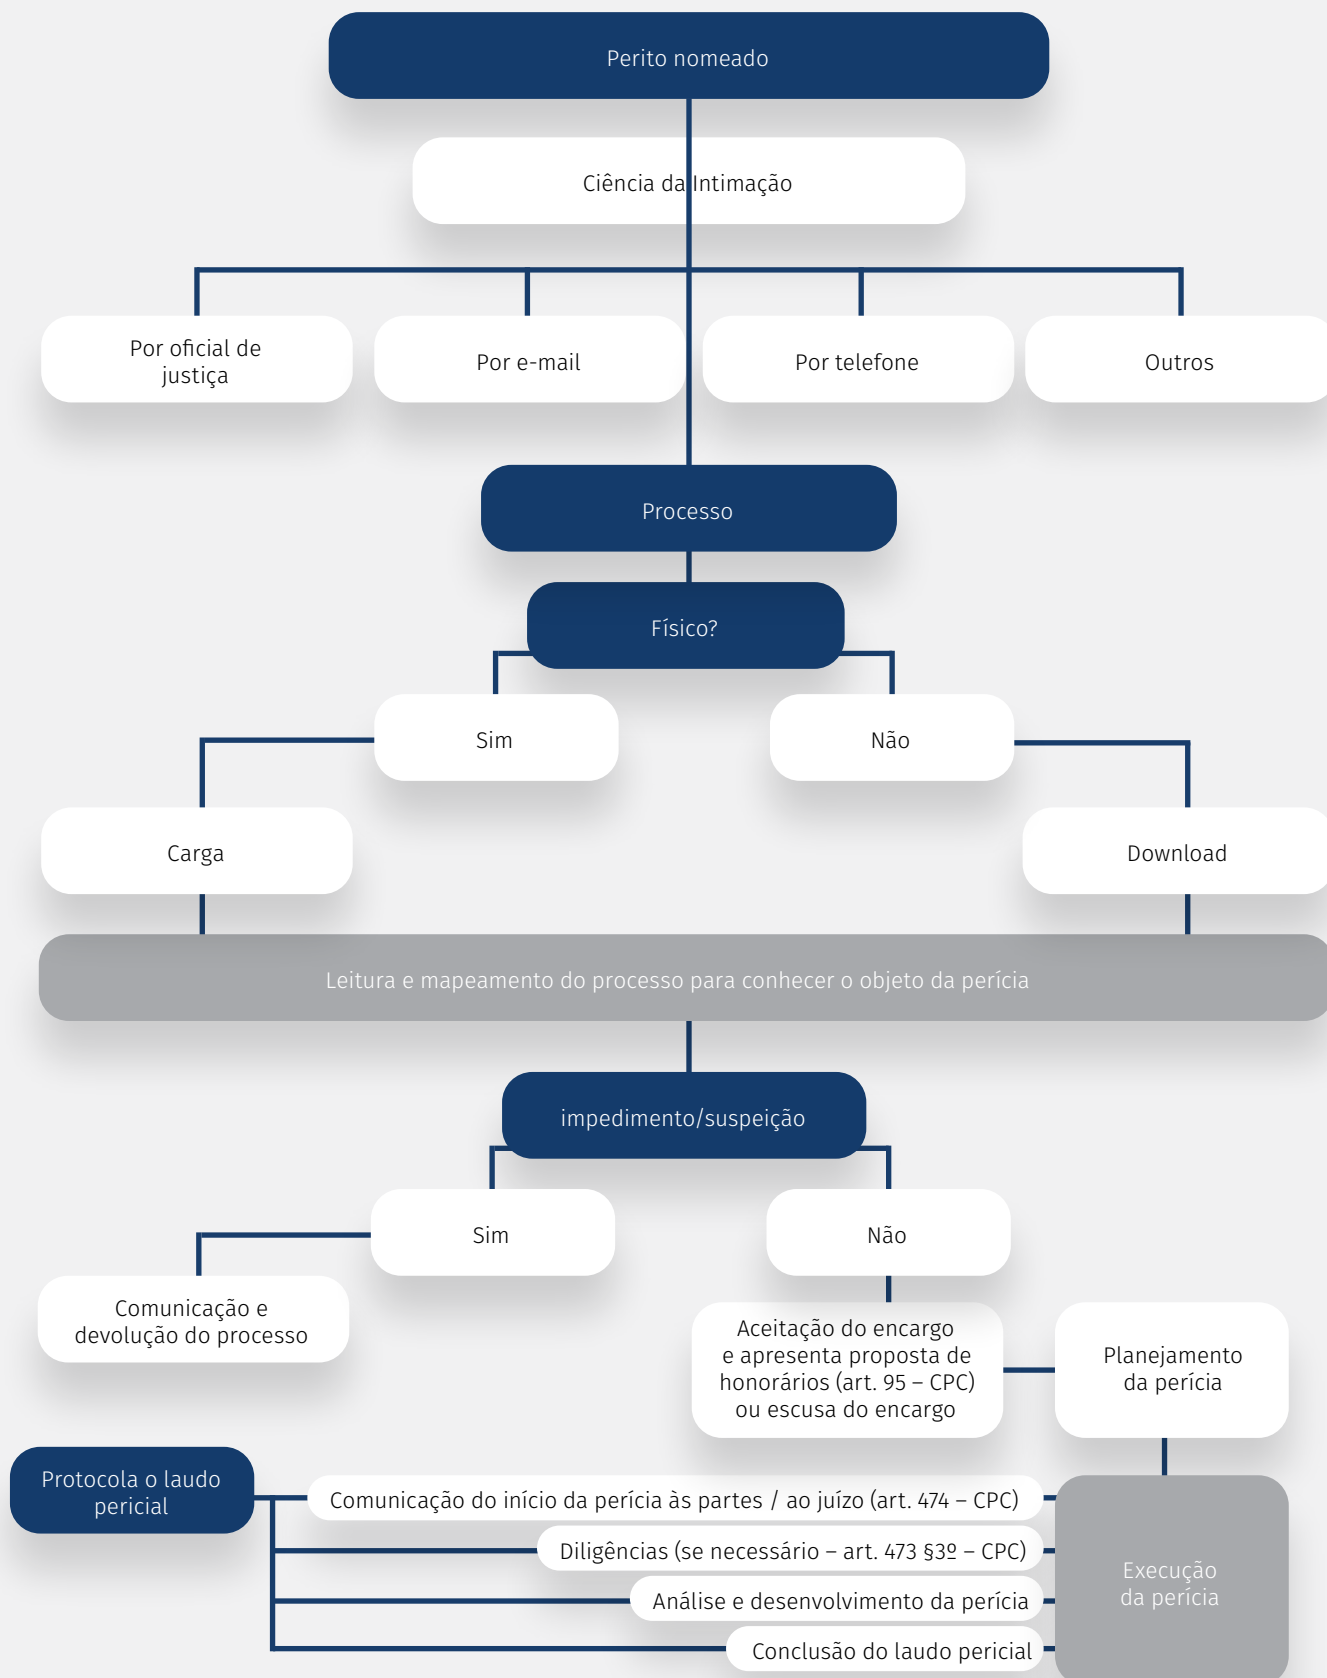 Perito nomeado
Ciência da Intimação
Por oficial de
justiça
Por e-mail
Por telefone
Outros
Processo
Físico?
Sim
Não
Carga
Download
Leitura e mapeamento do processo para conhecer o objeto da perícia
impedimento/suspeição
Sim
Não
Comunicação e
devolução do processo
Aceitação do encargo
e apresenta proposta de
honorários (art. 95 – CPC)
ou escusa do encargo
Planejamento
da perícia
Protocola o laudo
pericial
Comunicação do início da perícia às partes / ao juízo (art. 474 – CPC)
Diligências (se necessário – art. 473 §3º – CPC)
Análise e desenvolvimento da perícia
Conclusão do laudo pericial
Execução
da perícia